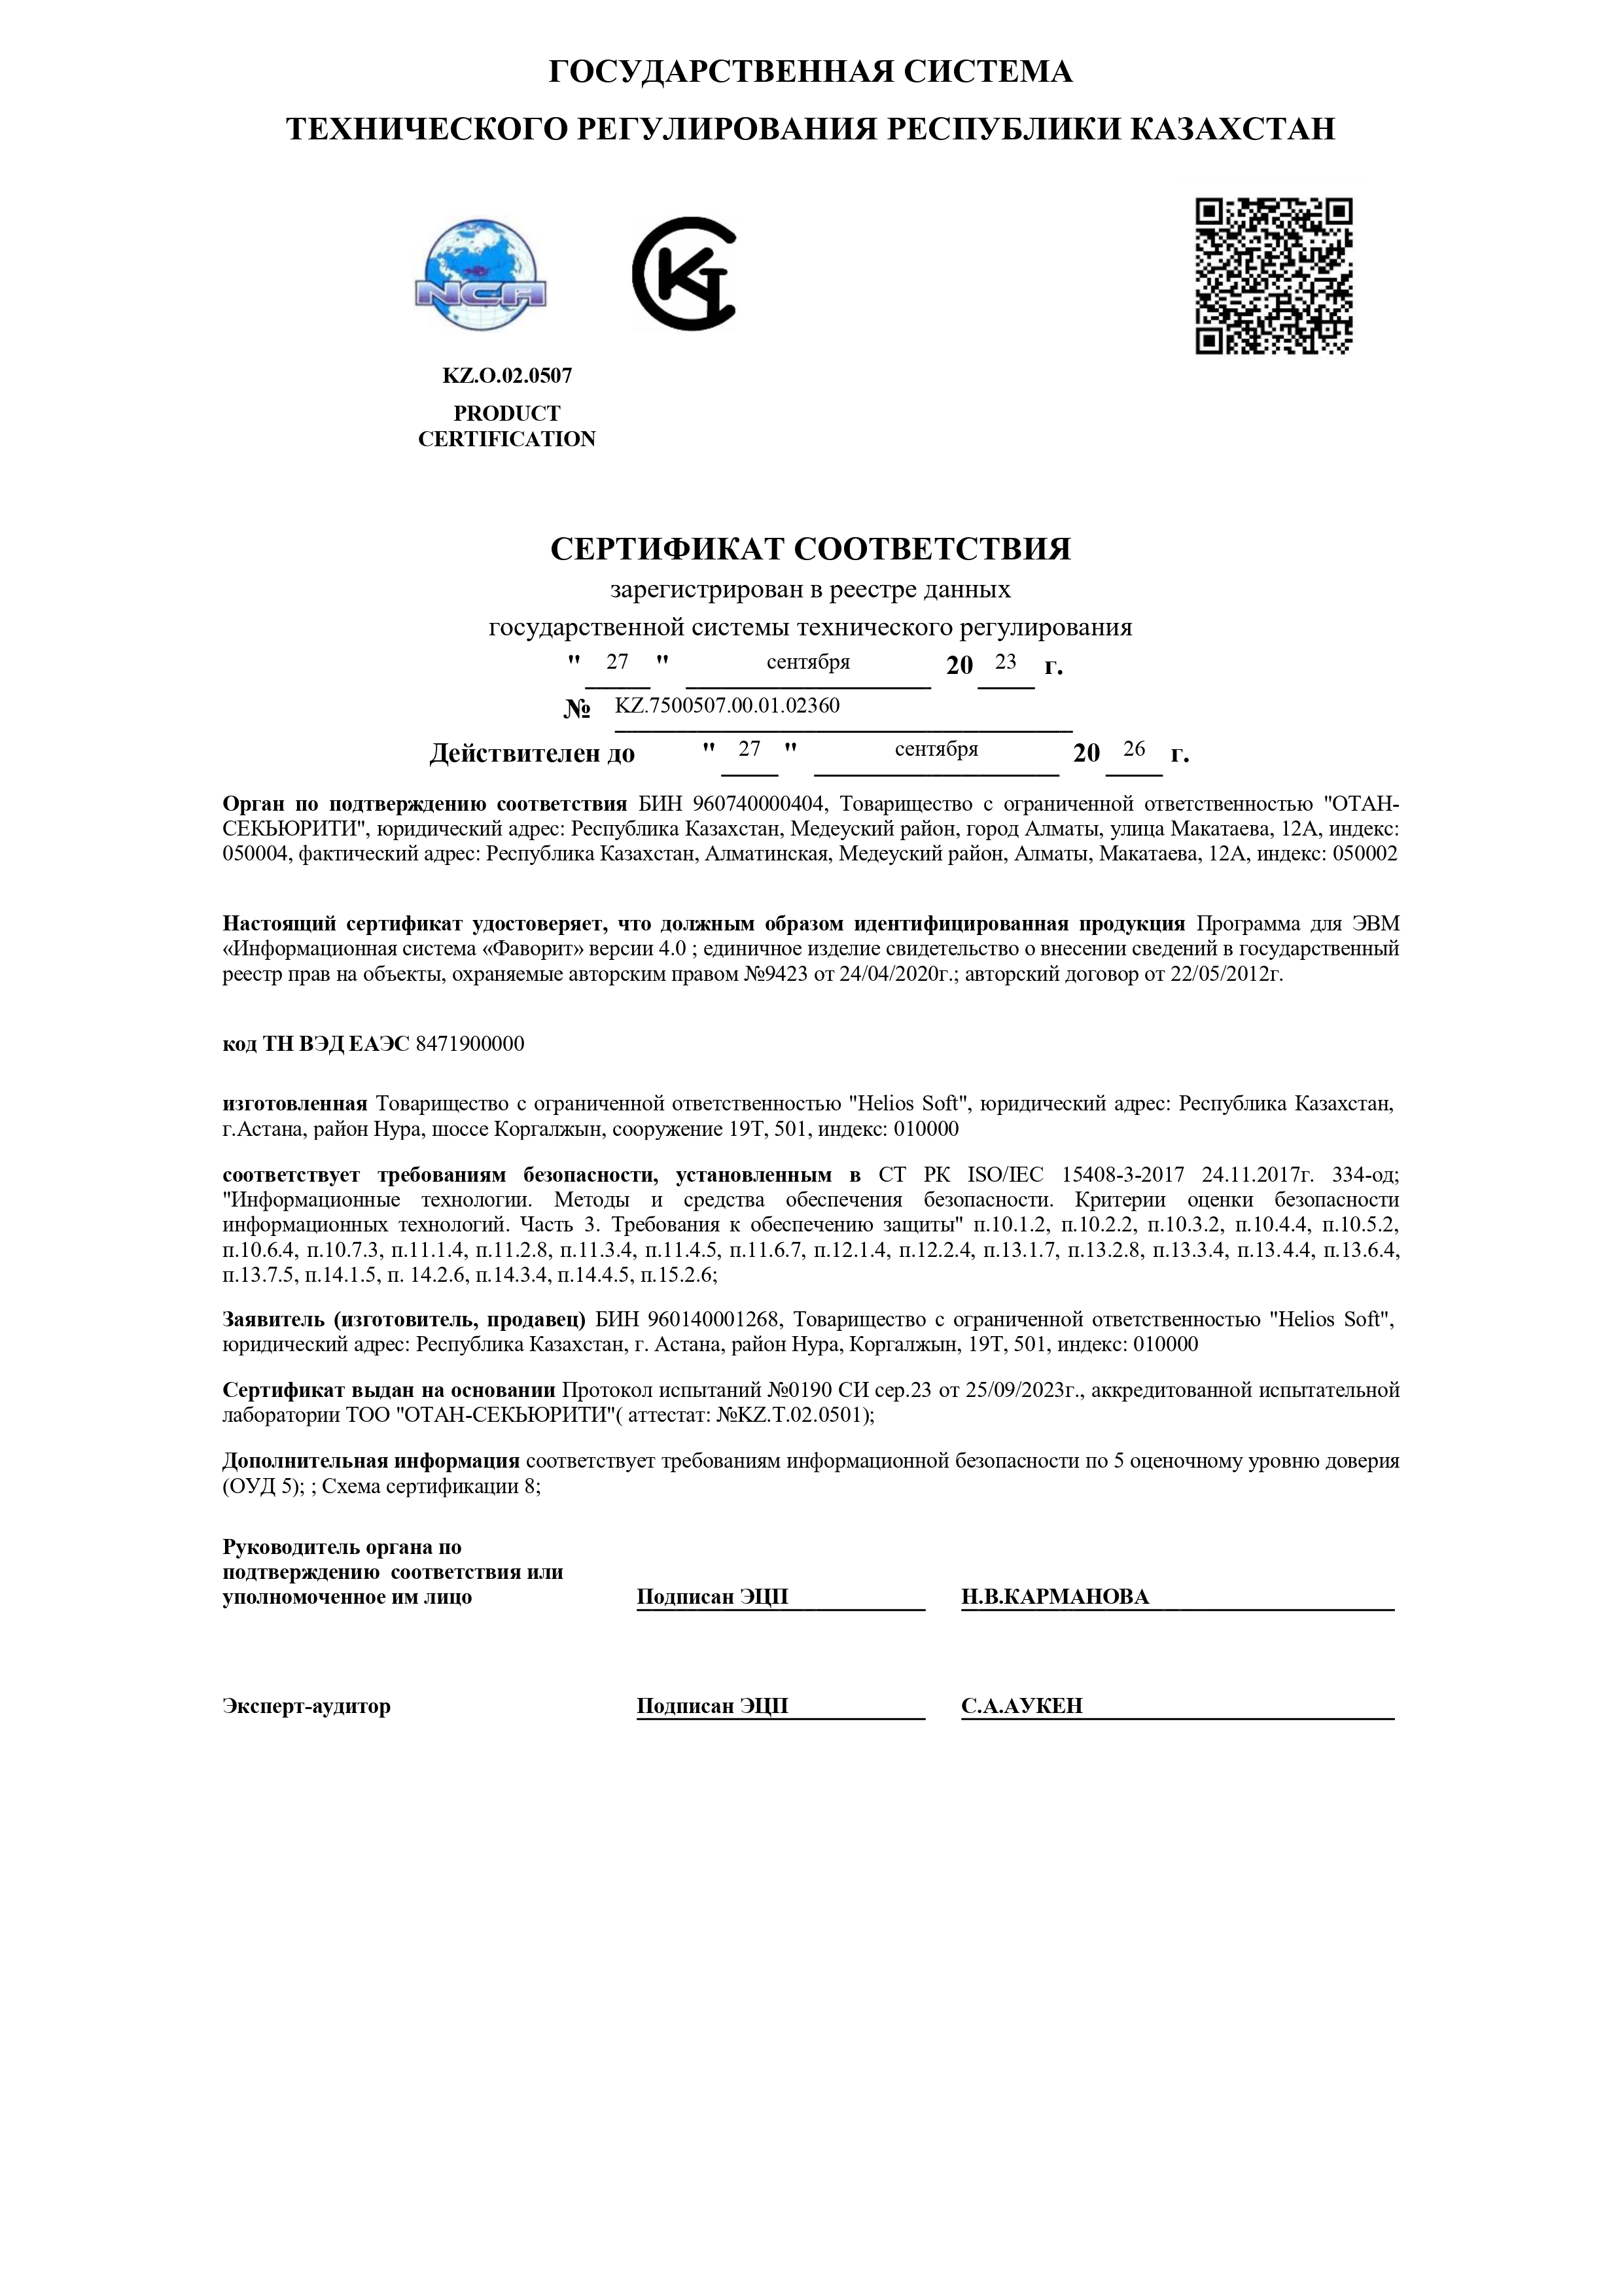 ГОСУДАРСТВЕННАЯ СИСТЕМА
ТЕХНИЧЕСКОГО РЕГУЛИРОВАНИЯ РЕСПУБЛИКИ КАЗАХСТАН
NCA
KZ.O.02.0507
PRODUCT
CERTIFICATION
СЕРТИФИКАТ СООТВЕТСТВИЯ
зарегистрирован в реестре данных
государственной системы технического регулирования
" 27 " сентября 20 23 г.
№ KZ.7500507.00.01.02360
Действителен до " 27 " сентября 20 26 г.
Орган по подтверждению соответствия БИН 960740000404, Товарищество с ограниченной ответственностью "ОТАН-
СЕКЬЮРИТИ", юридический адрес: Республика Казахстан, Медеуский район, город Алматы, улица Макатаева, 12А, индекс:
050004, фактический адрес: Республика Казахстан, Алматинская, Медеуский район, Алматы, Макатаева, 12А, индекс: 050002
Настоящий сертификат удостоверяет, что должным образом идентифицированная продукция Программа для ЭВМ
«Информационная система «Фаворит» версии 4.0 ; единичное изделие свидетельство о внесении сведений в государственный
реестр прав на объекты, охраняемые авторским правом №9423 от 24/04/2020г.; авторский договор от 22/05/2012г.
код ТН ВЭД ЕАЭС 8471900000
изготовленная Товарищество с ограниченной ответственностью "Helios Soft", юридический адрес: Республика Казахстан,
г.Астана, район Нура, шоссе Коргалжын, сооружение 19Т, 501, индекс: 010000
соответствует требованиям безопасности, установленным в СТ РК ISO/IEC 15408-3-2017 24.11.2017г. 334-од;
"Информационные технологии. Методы и средства обеспечения безопасности. Критерии оценки безопасности
информационных технологий. Часть 3. Требования к обеспечению защиты" п.10.1.2, п.10.2.2, п.10.3.2, п.10.4.4, п.10.5.2,
п.10.6.4, п.10.7.3, п.11.1.4, п.11.2.8, п.11.3.4, п.11.4.5, п.11.6.7, п.12.1.4, п.12.2.4, п.13.1.7, п.13.2.8, п.13.3.4, п.13.4.4, п.13.6.4,
п.13.7.5, п.14.1.5, п. 14.2.6, п.14.3.4, п.14.4.5, п.15.2.6;
Заявитель (изготовитель, продавец) БИН 960140001268, Товарищество с ограниченной ответственностью "Helios Soft",
юридический адрес: Республика Казахстан, г. Астана, район Нура, Коргалжын, 19Т, 501, индекс: 010000
Сертификат выдан на основании Протокол испытаний №0190 СИ сер.23 от 25/09/2023г., аккредитованной испытательной
лаборатории ТОО "ОТАН-СЕКЬЮРИТИ"( аттестат: №KZ.T.02.0501);
Дополнительная информация соответствует требованиям информационной безопасности по 5 оценочному уровню доверия
(ОУД 5); ; Схема сертификации 8;
Руководитель органа по
подтверждению соответствия или
уполномоченное им лицо Подписан ЭЦП Н.В.КАРМАНОВА
Эксперт-аудитор Подписан ЭЦП С.А.АУКЕН